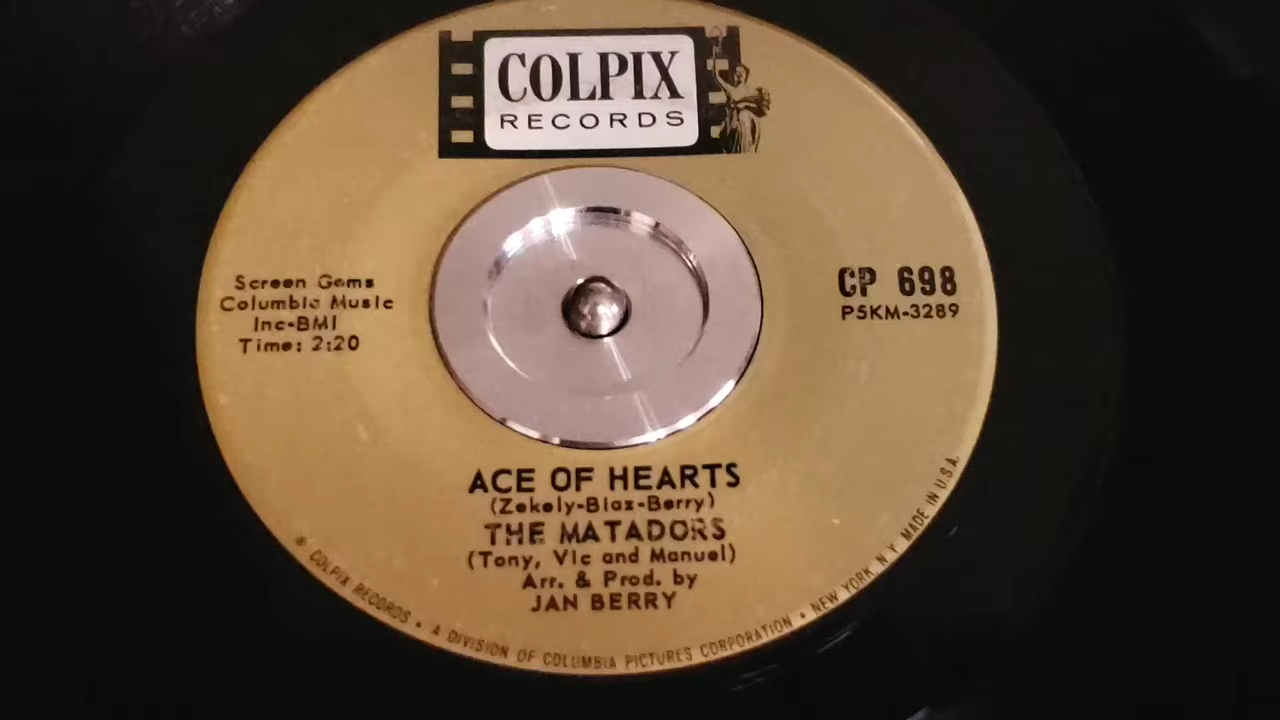 COLPIX
RECORDS
Screen Gems
Columbia Music
Inc-BMI
Time: 2:20
CP 698
PSKM-3289
ACE OF HEARTS
(Zekely-Biaz-Berry)
THE MATADORS
(Tony, Vic and Manuel)
Arr. & Prod. by
JAN BERRY
COLPIX RECORDS • A DIVISION OF COLUMBIA PICTURES CORPORATION • NEW YORK, N.Y. MADE IN U.S.A.